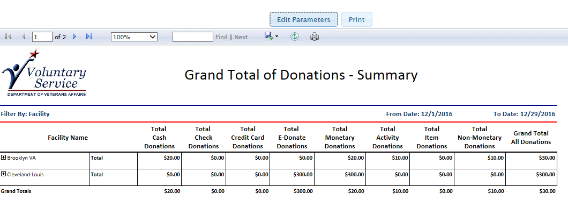 Edit Parameters Print
1 of 2 100% Find | Next
Voluntary
Service
DEPARTMENT OF VETERANS AFFAIRS
Grand Total of Donations - Summary
Filter By: Facility From Date: 12/1/2016 To Date: 12/29/2016
Facility Name Total Cash Donations Total Check Donations Total Credit Card Donations Total E-Donate Donations Total Monetary Donations Total Activity Donations Total Item Donations Total Non-Monetary Donations Grand Total All Donations
Brooklyn VA Total $20.00 $0.00 $0.00 $0.00 $20.00 $10.00 $0.00 $10.00 $30.00
Cleveland-Louis Total $0.00 $0.00 $0.00 $300.00 $300.00 $0.00 $0.00 $0.00 $300.00
Grand Totals $20.00 $0.00 $0.00 $300.00 $20.00 $10.00 $0.00 $10.00 $30.00